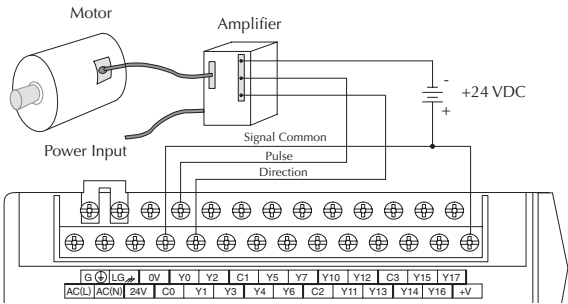 Motor
Amplifier
-
+24 VDC
+
Power Input
Signal Common
Pulse
Direction
G LG 0V Y0 Y2 C1 Y5 Y7 Y10 Y12 C3 Y15 Y17
AC(L) AC(N) 24V C0 Y1 Y3 Y4 Y6 C2 Y11 Y13 Y14 Y16 +V